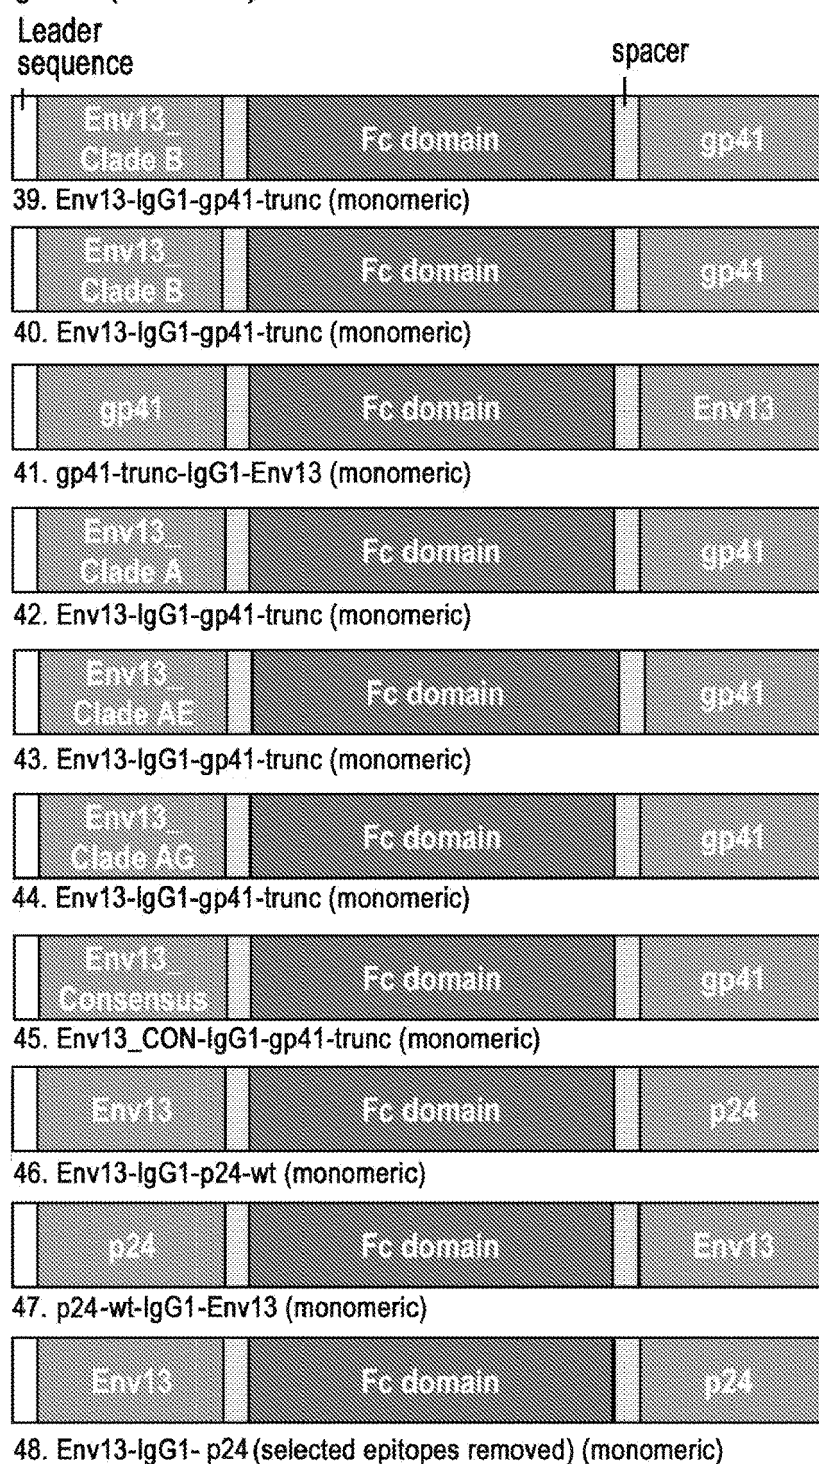 Leader
sequence
spacer
Env13_
Clade B
Fc domain
gp41
39. Env13-IgG1-gp41-trunc (monomeric)
Env13_
Clade B
Fc domain
gp41
40. Env13-IgG1-gp41-trunc (monomeric)
gp41
Fc domain
Env13
41. gp41-trunc-IgG1-Env13 (monomeric)
Env13_
Clade A
Fc domain
gp41
42. Env13-IgG1-gp41-trunc (monomeric)
Env13_
Clade AE
Fc domain
gp41
43. Env13-IgG1-gp41-trunc (monomeric)
Env13_
Clade AG
Fc domain
gp41
44. Env13-IgG1-gp41-trunc (monomeric)
Env13_
Consensus
Fc domain
gp41
45. Env13_CON-IgG1-gp41-trunc (monomeric)
Env13
Fc domain
p24
46. Env13-IgG1-p24-wt (monomeric)
p24
Fc domain
Env13
47. p24-wt-IgG1-Env13 (monomeric)
Env13
Fc domain
p24
48. Env13-IgG1- p24 (selected epitopes removed) (monomeric)